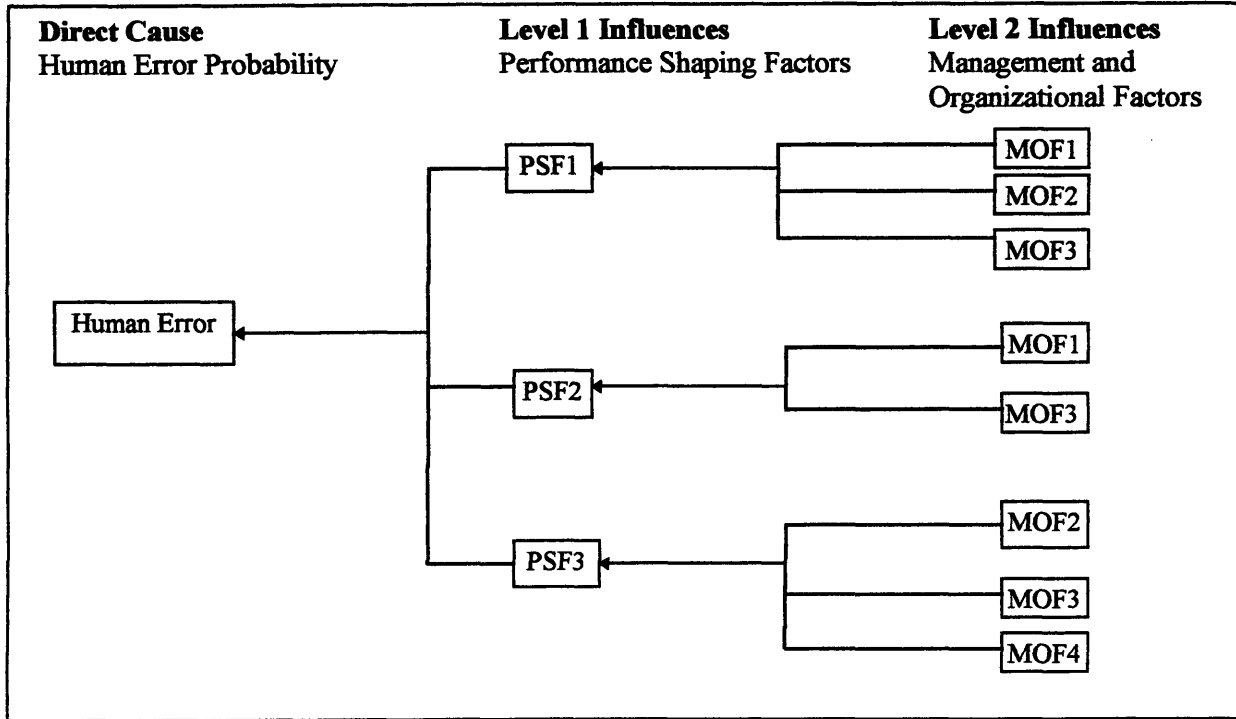 Direct Cause
Human Error Probability
Level 1 Influences
Performance Shaping Factors
Level 2 Influences
Management and
Organizational Factors
PSF1
MOF1
MOF2
MOF3
Human Error
PSF2
MOF1
MOF3
PSF3
MOF2
MOF3
MOF4